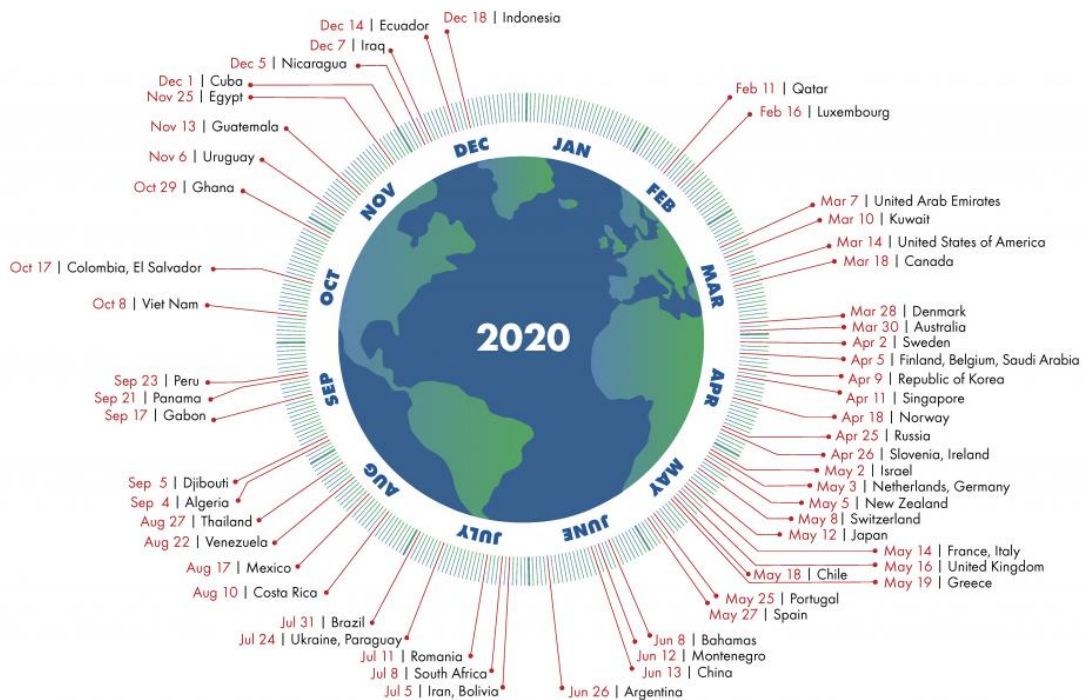 Feb 11 | Qatar
Feb 16 | Luxembourg
Mar 7 | United Arab Emirates
Mar 10 | Kuwait
Mar 14 | United States of America
Mar 18 | Canada
Mar 28 | Denmark
Mar 30 | Australia
Apr 2 | Sweden
Apr 5 | Finland, Belgium, Saudi Arabia
Apr 9 | Republic of Korea
Apr 11 | Singapore
Apr 18 | Norway
Apr 25 | Russia
Apr 26 | Slovenia, Ireland
May 2 | Israel
May 3 | Netherlands, Germany
May 5 | New Zealand
May 8 | Switzerland
May 12 | Japan
May 14 | France, Italy
May 16 | United Kingdom
May 18 | Chile
May 19 | Greece
May 25 | Portugal
May 27 | Spain
Jun 8 | Bahamas
Jun 12 | Montenegro
Jun 13 | China
Jun 26 | Argentina
Jul 5 | Iran, Bolivia
Jul 8 | South Africa
Jul 11 | Romania
Jul 24 | Ukraine, Paraguay
Jul 31 | Brazil
Aug 10 | Costa Rica
Aug 17 | Mexico
Aug 22 | Venezuela
Aug 27 | Thailand
Sep 4 | Algeria
Sep 5 | Djibouti
Sep 17 | Gabon
Sep 21 | Panama
Sep 23 | Peru
Oct 8 | Viet Nam
Oct 17 | Colombia, El Salvador
Oct 29 | Ghana
Nov 6 | Uruguay
Nov 13 | Guatemala
Nov 25 | Egypt
Dec 1 | Cuba
Dec 5 | Nicaragua
Dec 7 | Iraq
Dec 14 | Ecuador
Dec 18 | Indonesia
JAN
FEB
MAR
APR
MAY
JUNE
JULY
AUG
SEP
OCT
NOV
DEC
2020